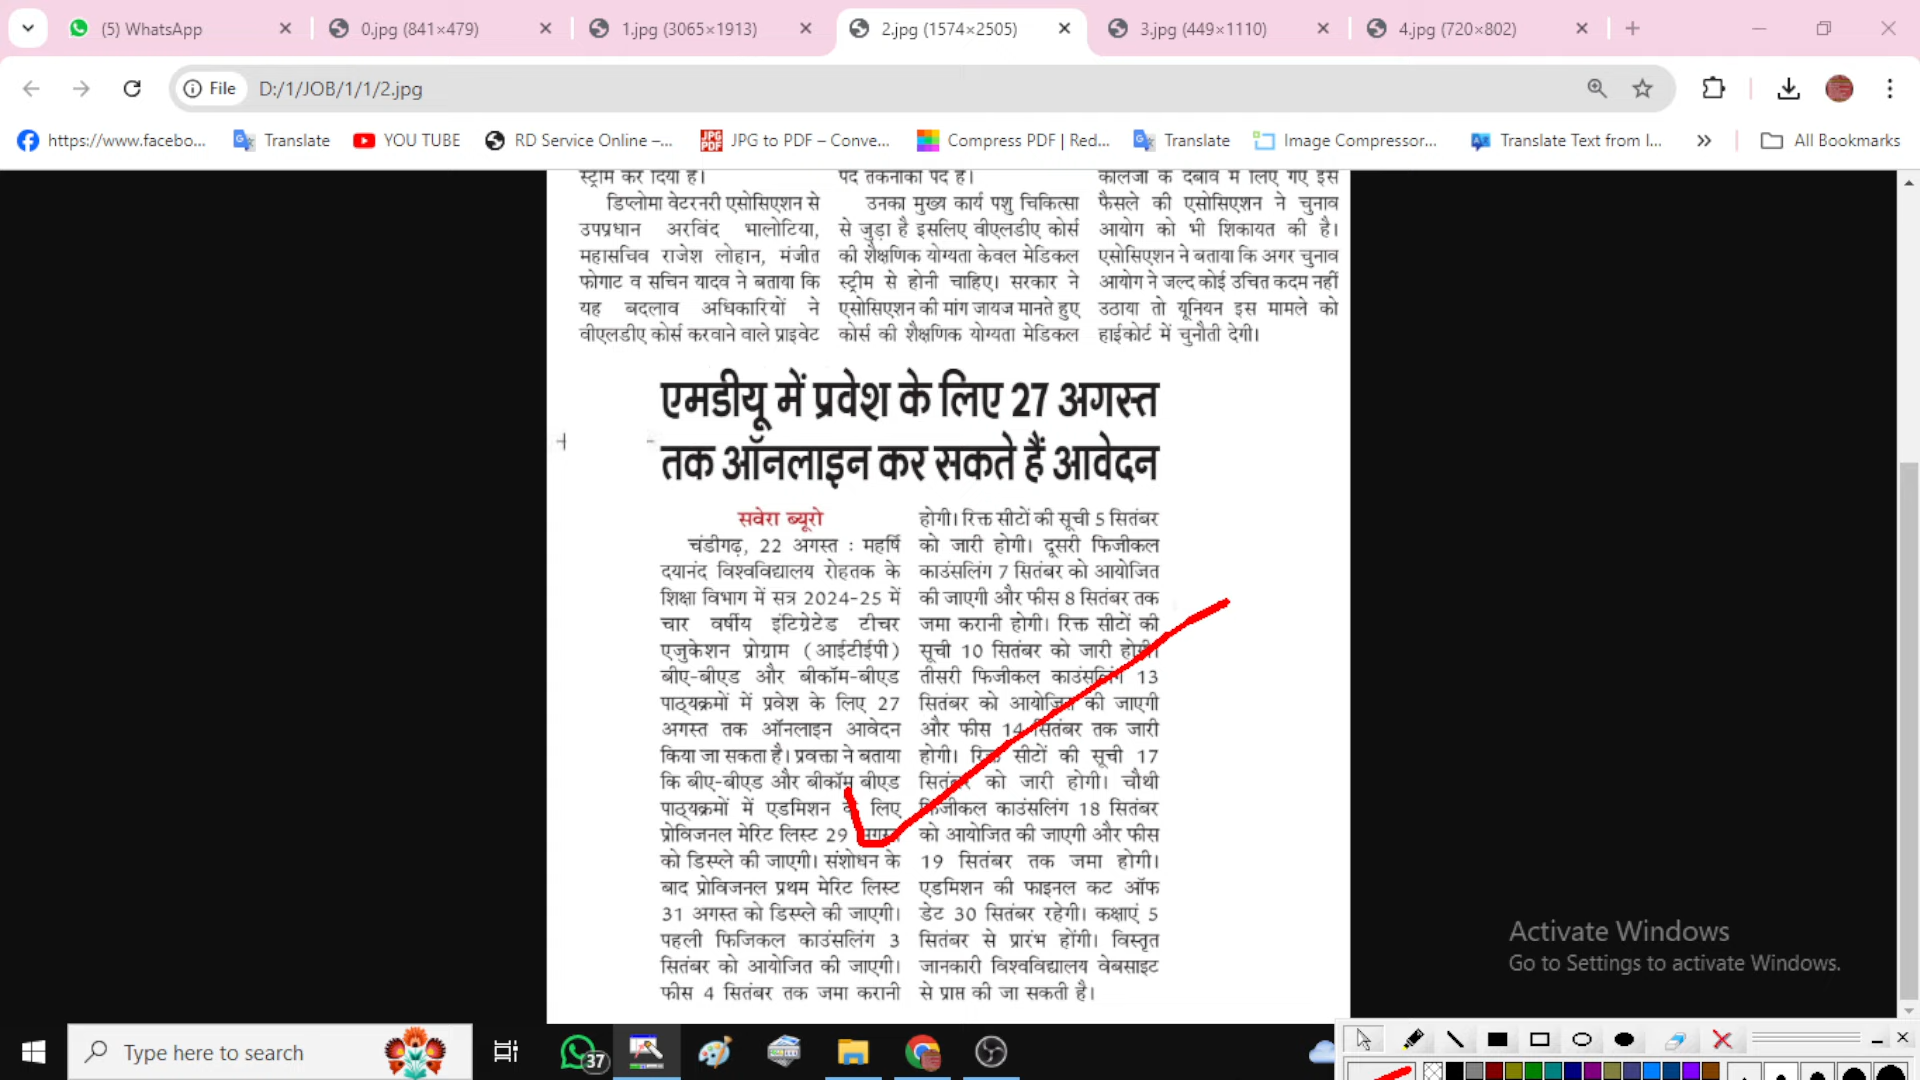 (5) WhatsApp
0.jpg (841×479)
1.jpg (3065×1913)
2.jpg (1574×2505)
3.jpg (449×1110)
4.jpg (720×802)
File
D:/1/JOB/1/1/2.jpg
https://www.facebo...
Translate
YOU TUBE
RD Service Online –...
JPG to PDF – Conve...
Compress PDF | Red...
Translate
Image Compressor...
Translate Text from I...
All Bookmarks
स्ट्रीम कर दिया है।
डिप्लोमा वेटरनरी एसोसिएशन से
उपप्रधान अरविंद भालोटिया,
महासचिव राजेश लोहान, मंजीत
फोगाट व सचिन यादव ने बताया कि
यह बदलाव अधिकारियों ने
वीएलडीए कोर्स करवाने वाले प्राइवेट
पद तकनीकी पद है।
उनका मुख्य कार्य पशु चिकित्सा
से जुड़ा है इसलिए वीएलडीए कोर्स
की शैक्षणिक योग्यता केवल मेडिकल
स्ट्रीम से होनी चाहिए। सरकार ने
एसोसिएशन की मांग जायज मानते हुए
कोर्स की शैक्षणिक योग्यता मेडिकल
कॉलेजों के दबाव में लिए गए इस
फैसले की एसोसिएशन ने चुनाव
आयोग को भी शिकायत की है।
एसोसिएशन ने बताया कि अगर चुनाव
आयोग ने जल्द कोई उचित कदम नहीं
उठाया तो यूनियन इस मामले को
हाईकोर्ट में चुनौती देगी।
एमडीयू में प्रवेश के लिए 27 अगस्त
तक ऑनलाइन कर सकते हैं आवेदन
सवेरा ब्यूरो
चंडीगढ़, 22 अगस्त : महर्षि
दयानंद विश्वविद्यालय रोहतक के
शिक्षा विभाग में सत्र 2024-25 में
चार वर्षीय इंटिग्रेटेड टीचर
एजुकेशन प्रोग्राम (आईटीईपी)
बीए-बीएड और बीकॉम-बीएड
पाठ्यक्रमों में प्रवेश के लिए 27
अगस्त तक ऑनलाइन आवेदन
किया जा सकता है। प्रवक्ता ने बताया
कि बीए-बीएड और बीकॉम बीएड
पाठ्यक्रमों में एडमिशन के लिए
प्रोविजनल मेरिट लिस्ट 29 अगस्त
को डिस्प्ले की जाएगी। संशोधन के
बाद प्रोविजनल प्रथम मेरिट लिस्ट
31 अगस्त को डिस्प्ले की जाएगी।
पहली फिजिकल काउंसलिंग 3
सितंबर को आयोजित की जाएगी।
फीस 4 सितंबर तक जमा करानी
होगी। रिक्त सीटों की सूची 5 सितंबर
को जारी होगी। दूसरी फिजीकल
काउंसलिंग 7 सितंबर को आयोजित
की जाएगी और फीस 8 सितंबर तक
जमा करानी होगी। रिक्त सीटों की
सूची 10 सितंबर को जारी होगी।
तीसरी फिजीकल काउंसलिंग 13
सितंबर को आयोजित की जाएगी
और फीस 14 सितंबर तक जारी
होगी। रिक्त सीटों की सूची 17
सितंबर को जारी होगी। चौथी
फिजीकल काउंसलिंग 18 सितंबर
को आयोजित की जाएगी और फीस
19 सितंबर तक जमा होगी।
एडमिशन की फाइनल कट ऑफ
डेट 30 सितंबर रहेगी। कक्षाएं 5
सितंबर से प्रारंभ होंगी। विस्तृत
जानकारी विश्वविद्यालय वेबसाइट
से प्राप्त की जा सकती है।
Activate Windows
Go to Settings to activate Windows.
Type here to search
37